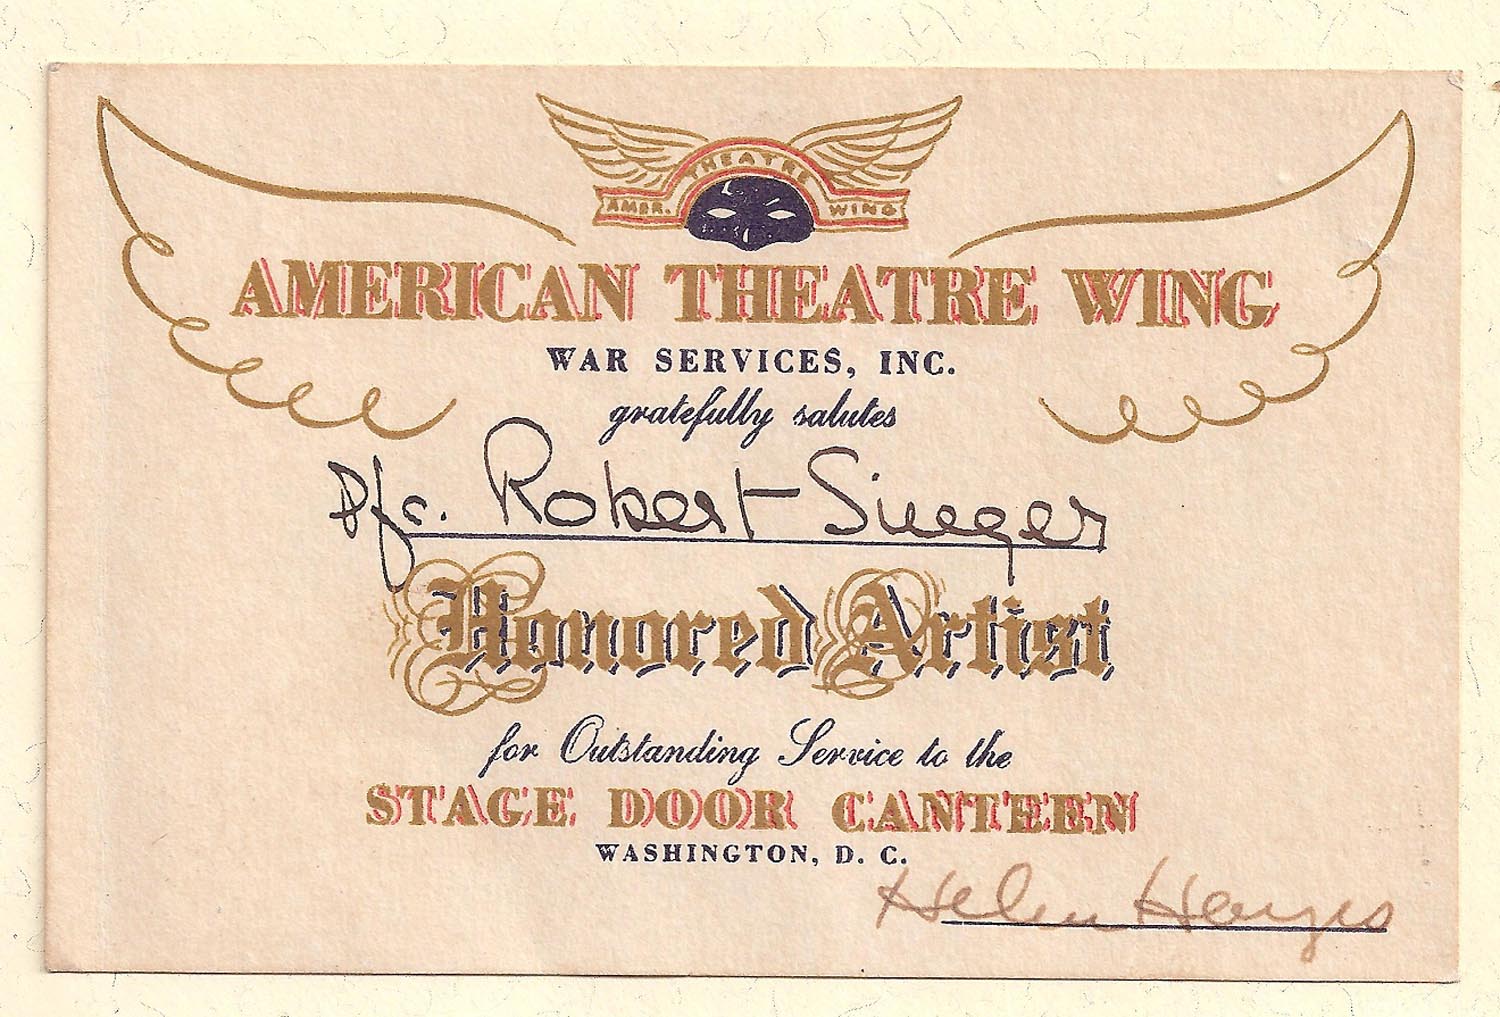 THEATRE
AMER. WING
AMERICAN THEATRE WING
WAR SERVICES, INC.
gratefully salutes
Pfc. Robert Sieeger
Honored Artist
for Outstanding Service to the
STAGE DOOR CANTEEN
WASHINGTON, D. C.
Helen Hayes